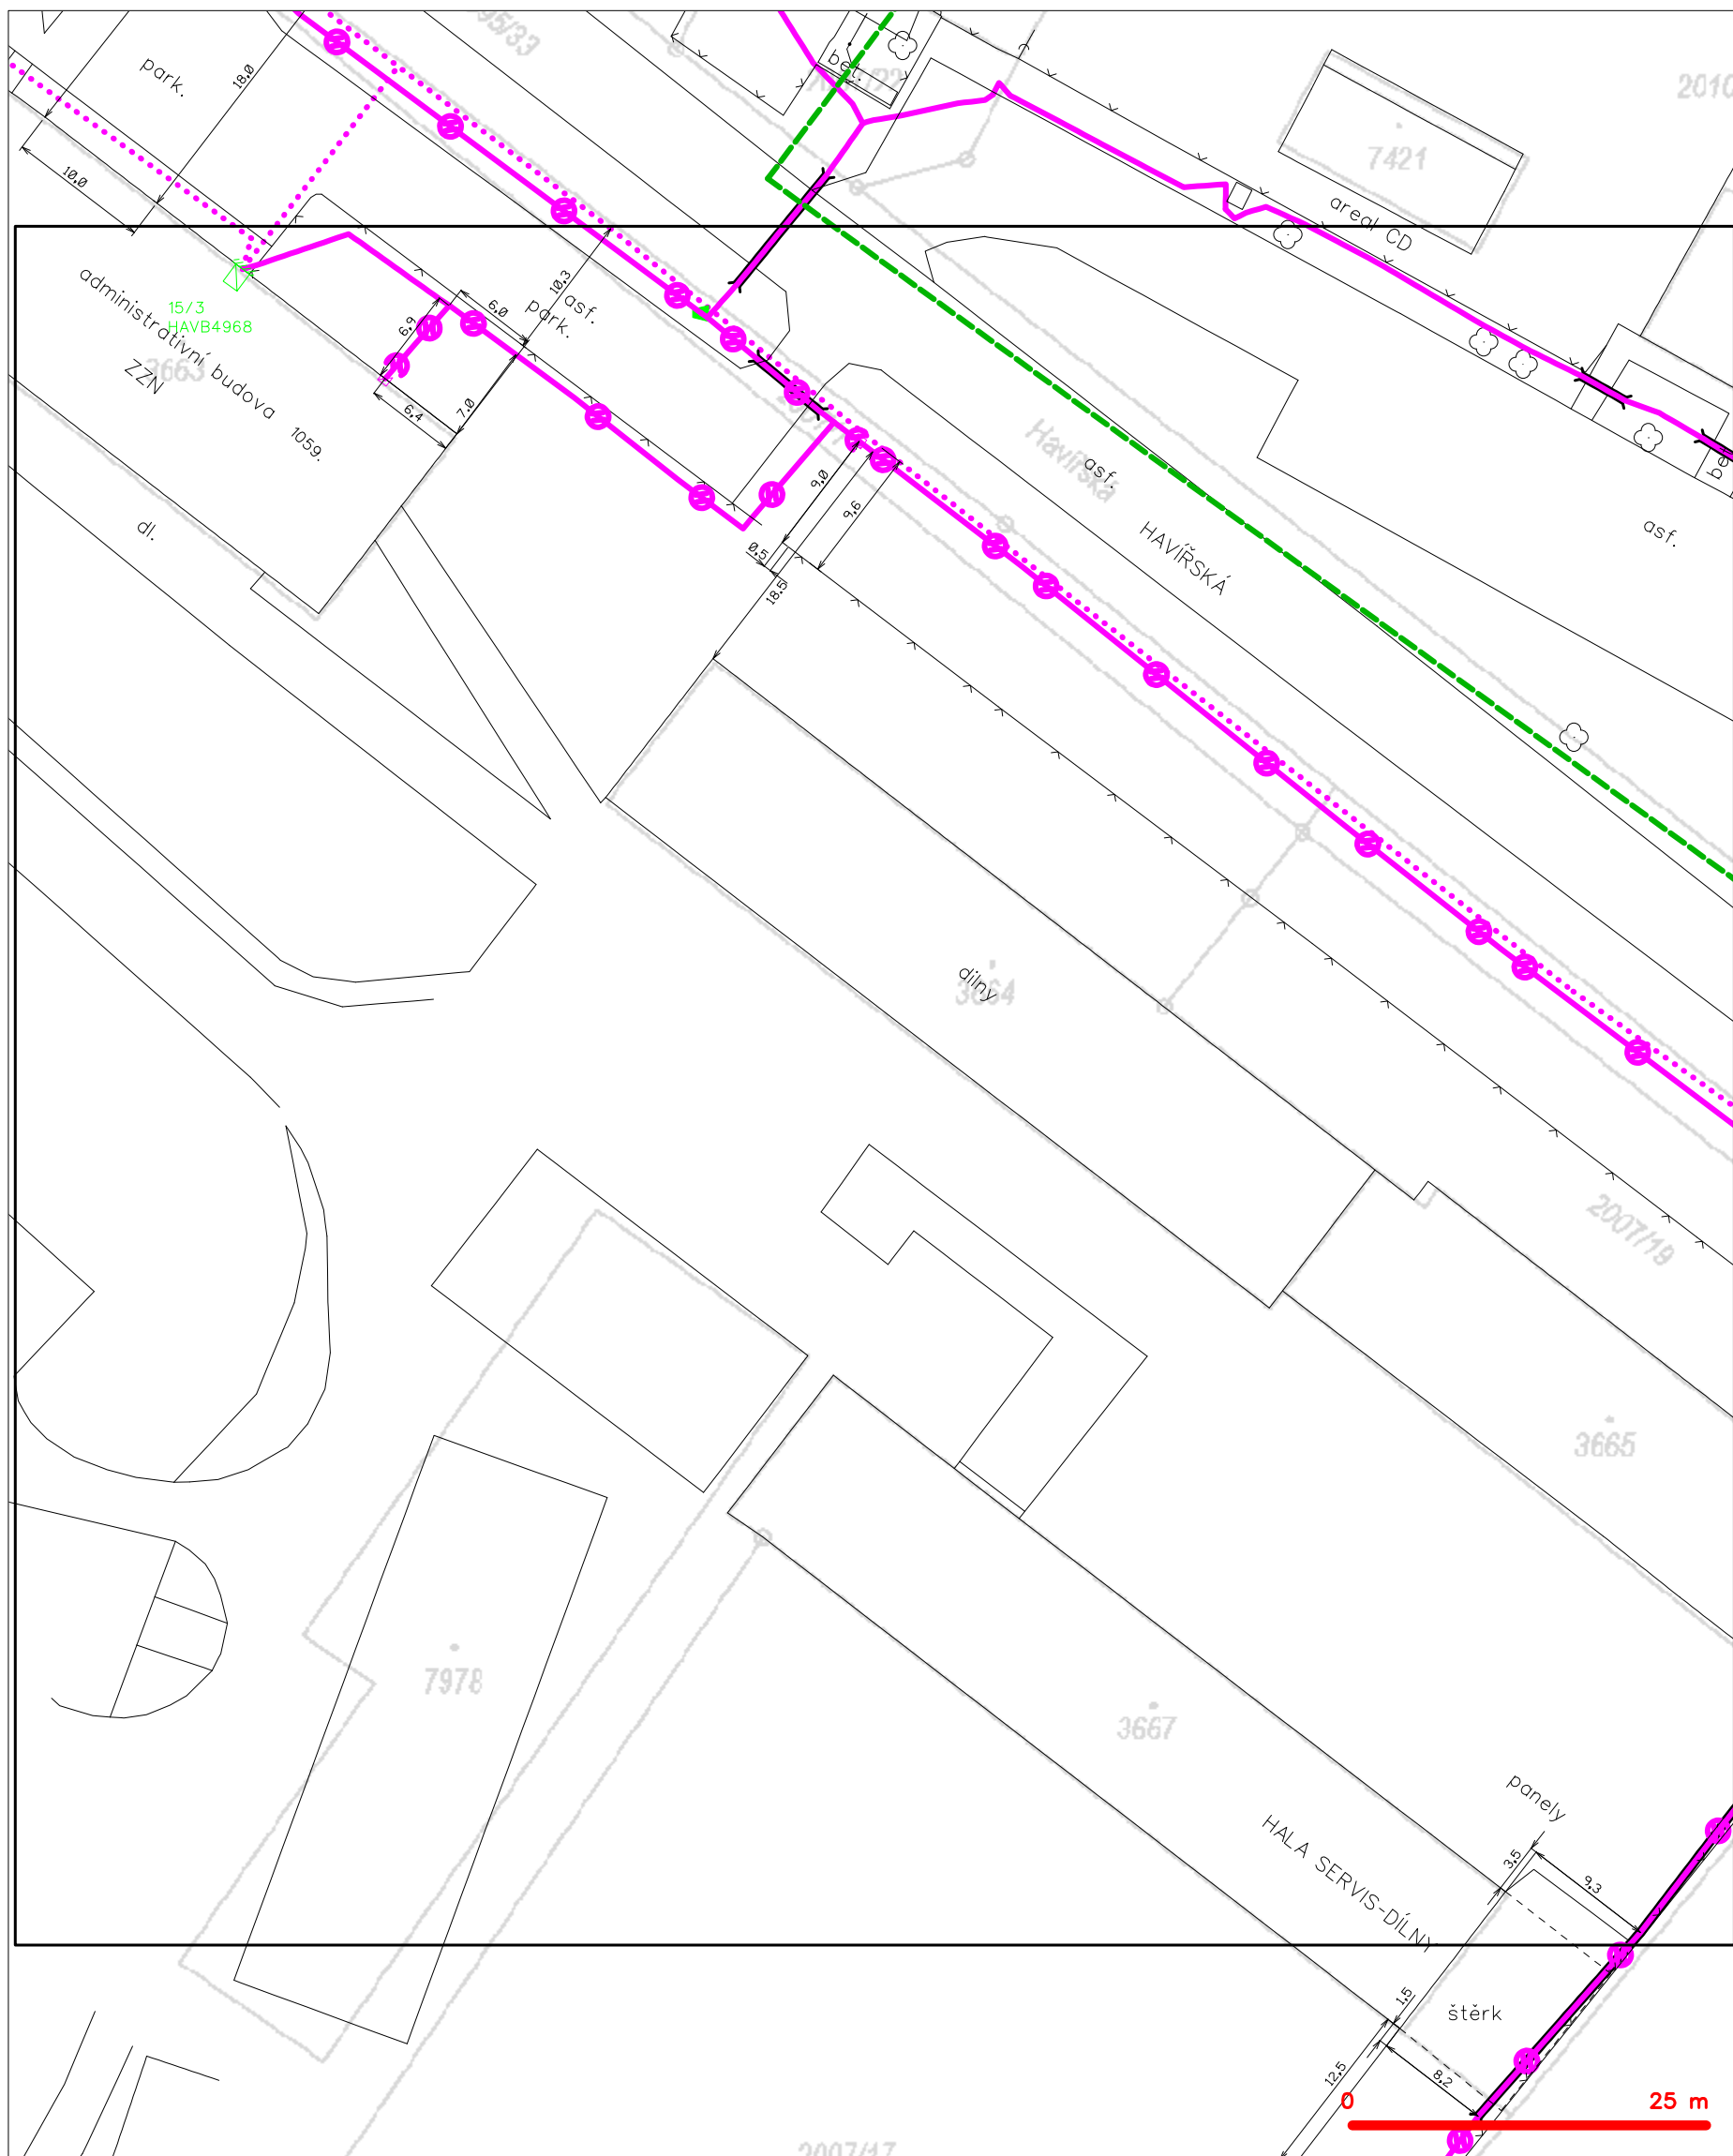 95/33
park.
18,0
bet.
2010
7421
areal ČD
10,0
administrativní budova 1059.
ZZN
15/3
HAVB4968
3663
6,9
6,0
10,3
asf.
park.
6,4
7,0
dl.
9,0
9,6
0,5
18,5
Havířská
asf.
HAVÍŘSKÁ
asf.
dílny
3664
2007/19
3665
7978
3667
panely
HALA SERVIS-DÍLNY
3,5
9,3
1,5
štěrk
12,5
8,2
0
25 m
2007/17